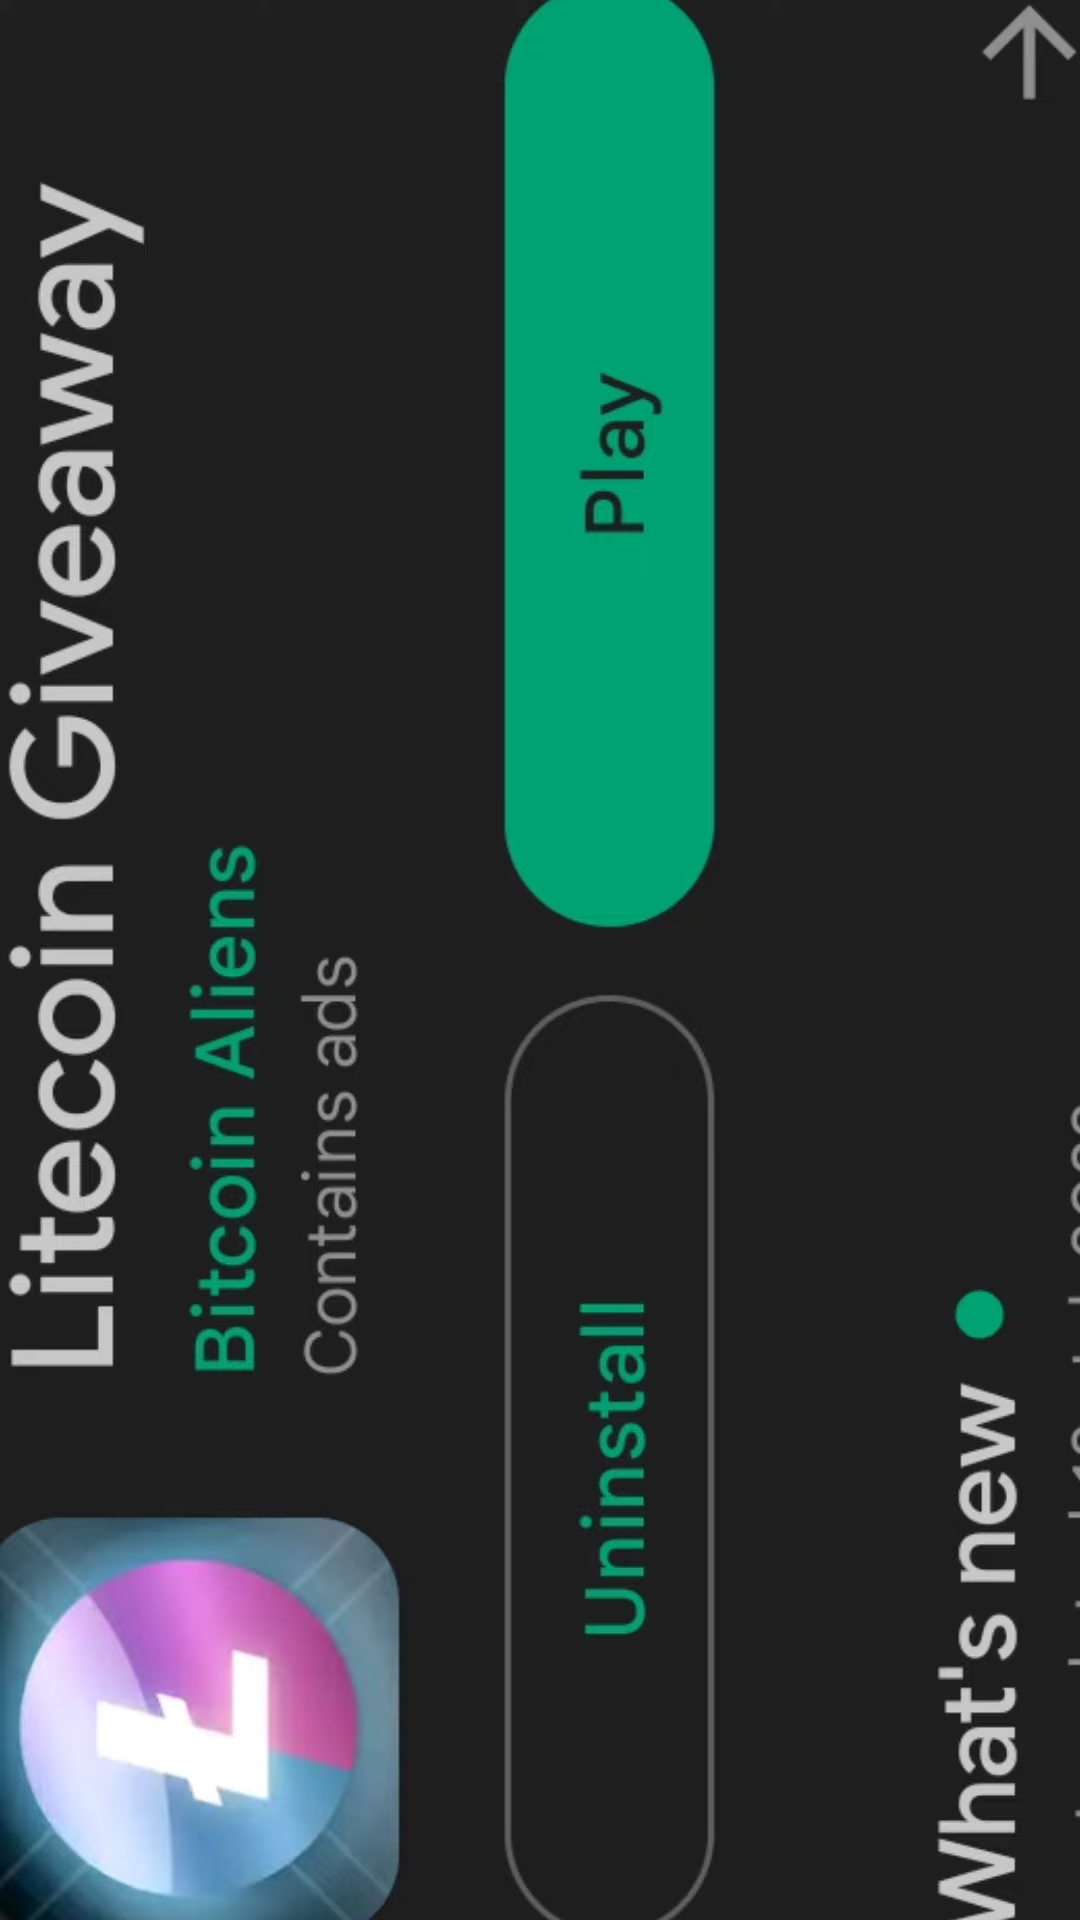 Litecoin Giveaway
Bitcoin Aliens
Contains ads
Uninstall
Play
What's new